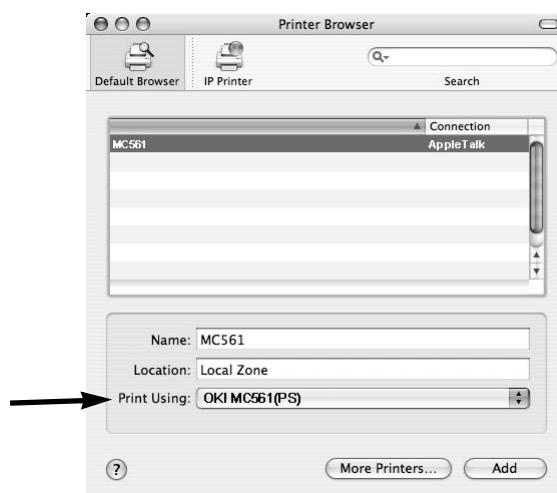 Printer Browser
Default Browser
IP Printer
Search
Connection
MC561 AppleTalk
Name: MC561
Location: Local Zone
Print Using: OKI MC561(PS)
? More Printers... Add